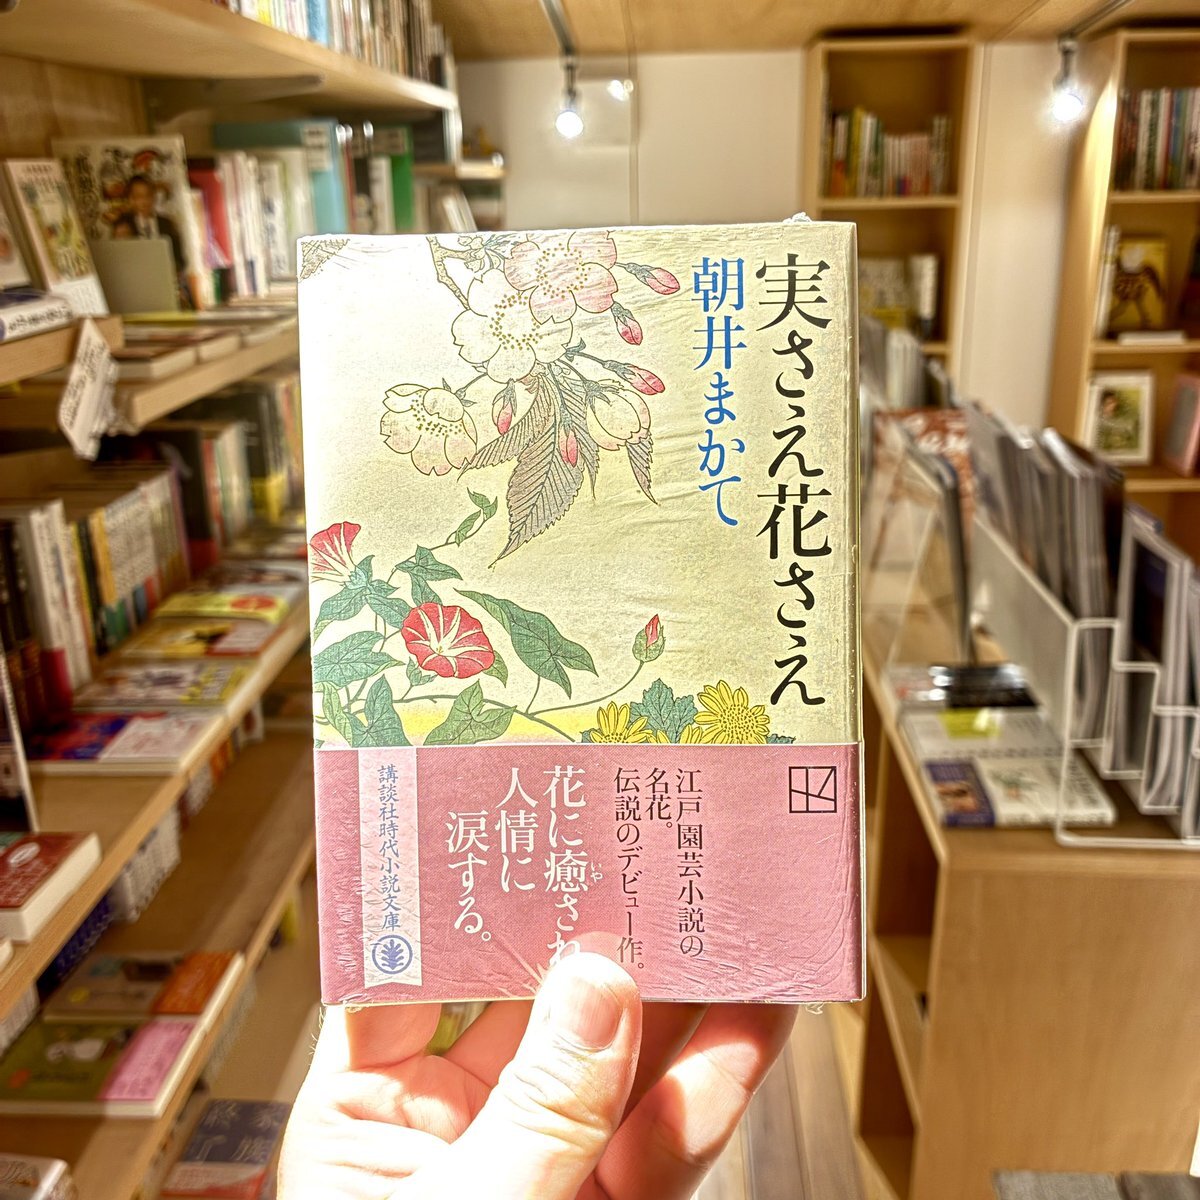 実さえ花さえ
朝井まかて
江戸園芸小説の
名花。
伝説のデビュー作。
花に癒され
いや
人情に
涙する。
講談社時代小説文庫